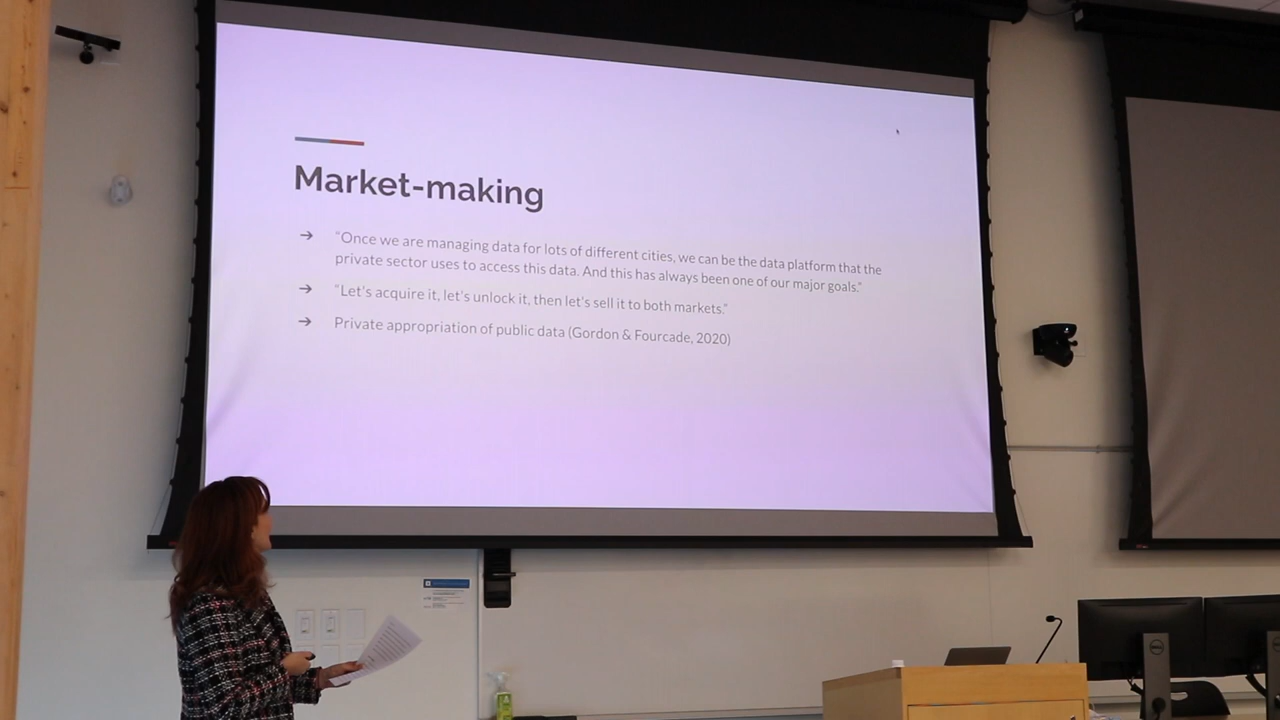 Market-making
➔ "Once we are managing data for lots of different cities, we can be the data platform that the
private sector uses to access this data. And this has always been one of our major goals."
➔ "Let's acquire it, let's unlock it, then let's sell it to both markets."
➔ Private appropriation of public data (Gordon & Fourcade, 2020)
DELL